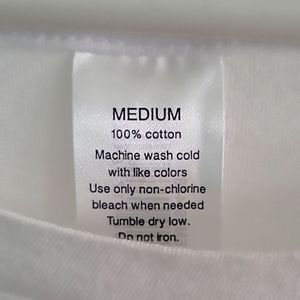 MEDIUM
100% cotton
Machine wash cold
with like colors
Use only non-chlorine
bleach when needed
Tumble dry low.
Do not iron.